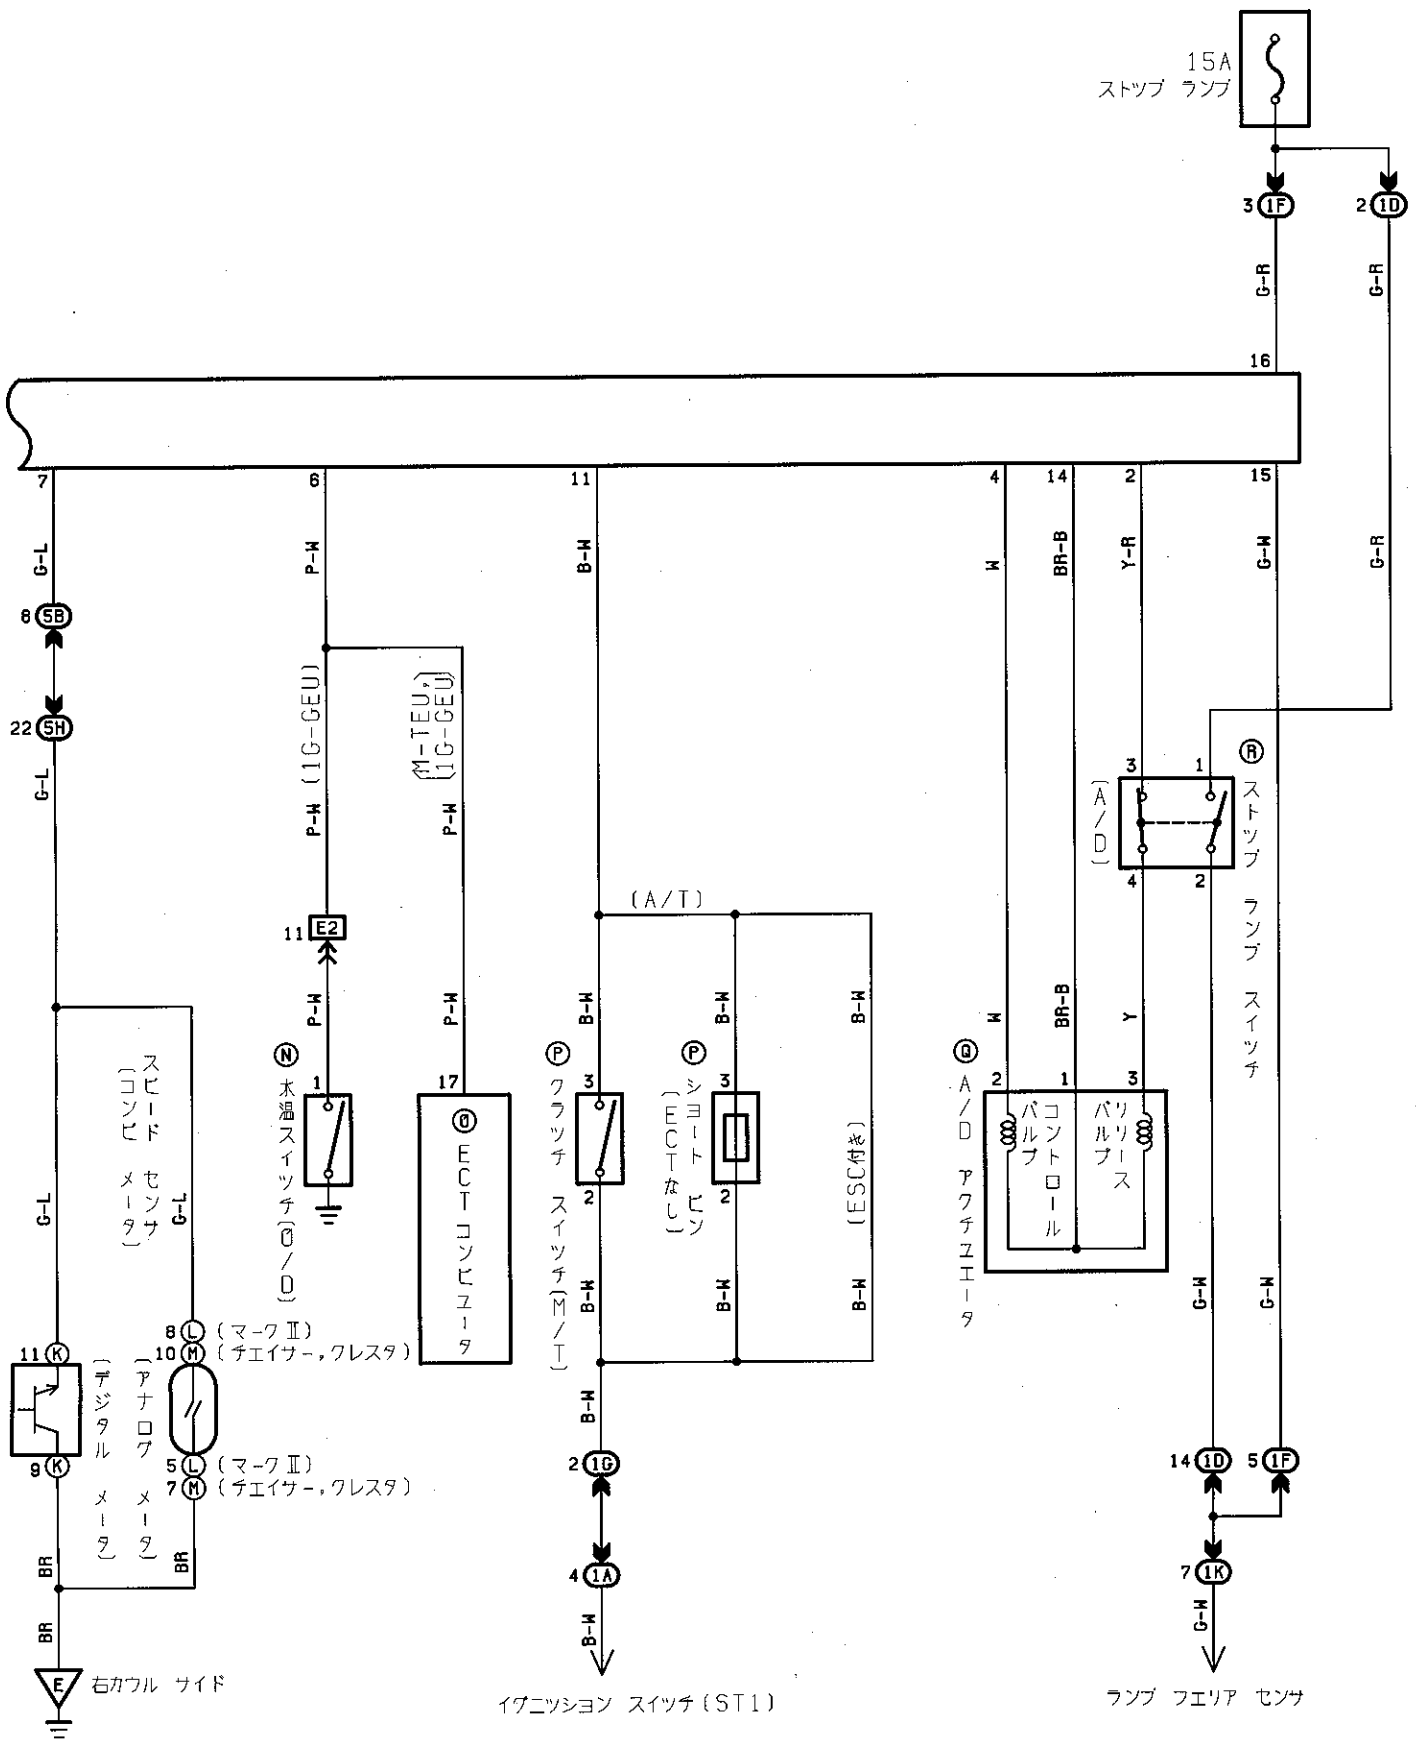 15A
ストップ ランプ
3 1F
2 1D
G-R
G-R
16
7
6
11
4
14
2
15
G-L
P-W
B-W
W
BR-B
Y-R
G-W
G-R
8 5B
22 5H
G-L
(1G-GEU)
(M-TEU,
1G-GEU)
P-W
P-W
11 E2
P-W
P-W
(A/T)
B-W
B-W
B-W
W
BR-B
Y
3
1
4
2
R ストップ ランプ スイッチ
(A/D)
スピード センサ
(コンビ メータ)
G-L
G-L
N 水温スイッチ(O/D)
1
17
O ECTコンピュータ
P クラッチ スイッチ(M/T)
3
2
P ショート ピン
(ECTなし)
3
2
(ESC付き)
B-W
B-W
B-W
Q A/D アクチュエータ
2
1
3
コントロール
バルブ
リリース
バルブ
G-W
G-W
8 L (マークⅡ)
10 M (チェイサー,クレスタ)
11 K
9 K
(デジタル メータ)
(アナログ メータ)
5 L (マークⅡ)
7 M (チェイサー,クレスタ)
BR
BR
BR
E 右カウル サイド
B-W
2 1G
4 1A
B-W
イグニッション スイッチ(ST1)
14 1D
5 1F
7 1K
G-W
ランプ フェリア センサ